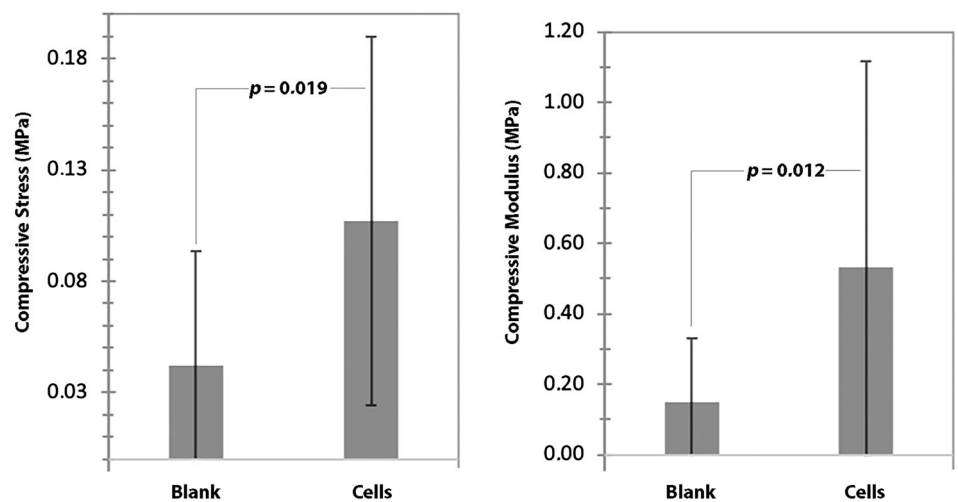 Compressive Stress (MPa)
0.18
0.13
0.08
0.03
p = 0.019
Blank
Cells
Compressive Modulus (MPa)
1.20
1.00
0.80
0.60
0.40
0.20
0.00
p = 0.012
Blank
Cells